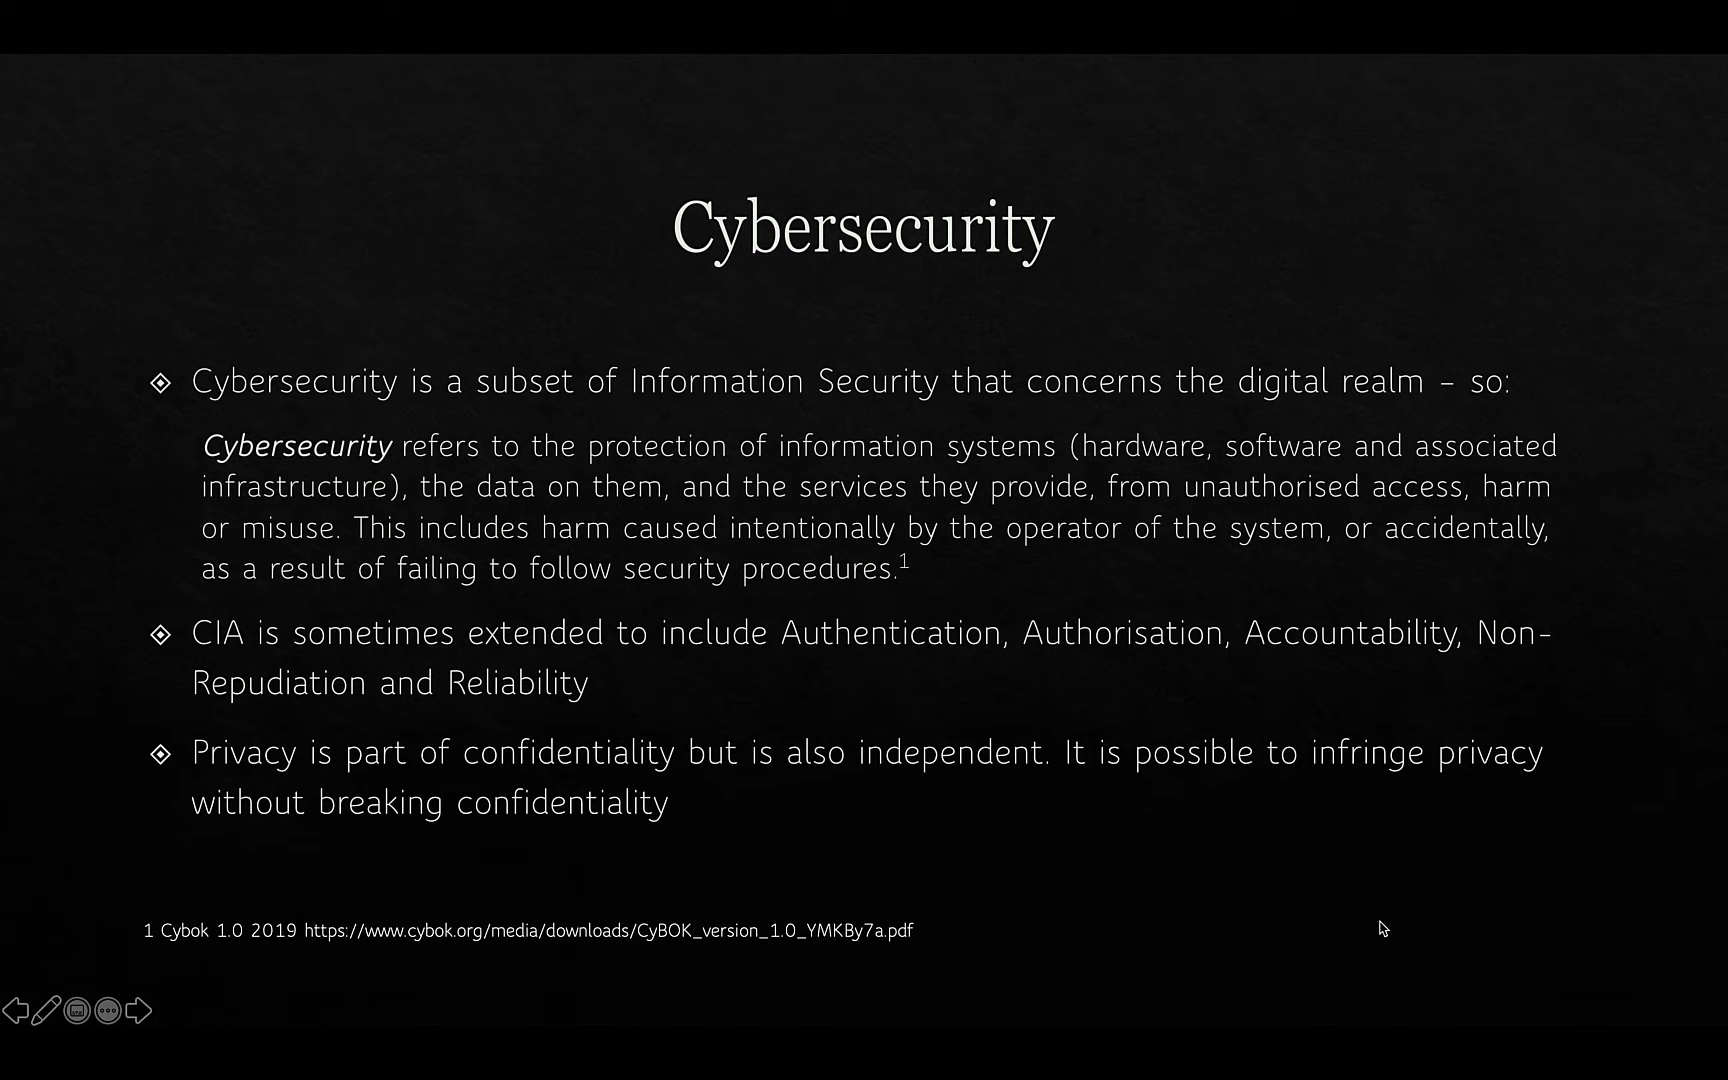 Cybersecurity
Cybersecurity is a subset of Information Security that concerns the digital realm – so:
Cybersecurity refers to the protection of information systems (hardware, software and associated
infrastructure), the data on them, and the services they provide, from unauthorised access, harm
or misuse. This includes harm caused intentionally by the operator of the system, or accidentally,
as a result of failing to follow security procedures.1
CIA is sometimes extended to include Authentication, Authorisation, Accountability, Non-
Repudiation and Reliability
Privacy is part of confidentiality but is also independent. It is possible to infringe privacy
without breaking confidentiality
1 Cybok 1.0 2019 https://www.cybok.org/media/downloads/CyBOK_version_1.0_YMKBy7a.pdf